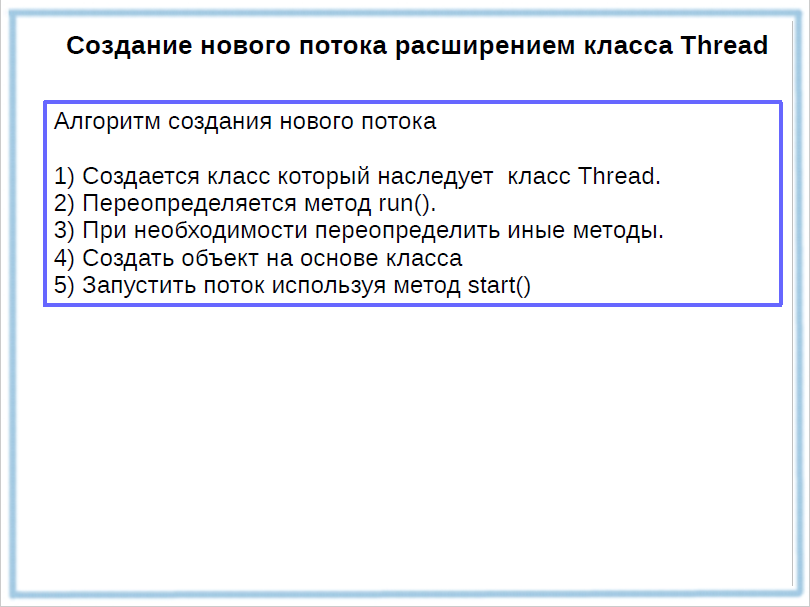 Создание нового потока расширением класса Thread
Алгоритм создания нового потока
1) Создается класс который наследует  класс Thread.
2) Переопределяется метод run().
3) При необходимости переопределить иные методы.
4) Создать объект на основе класса
5) Запустить поток используя метод start()